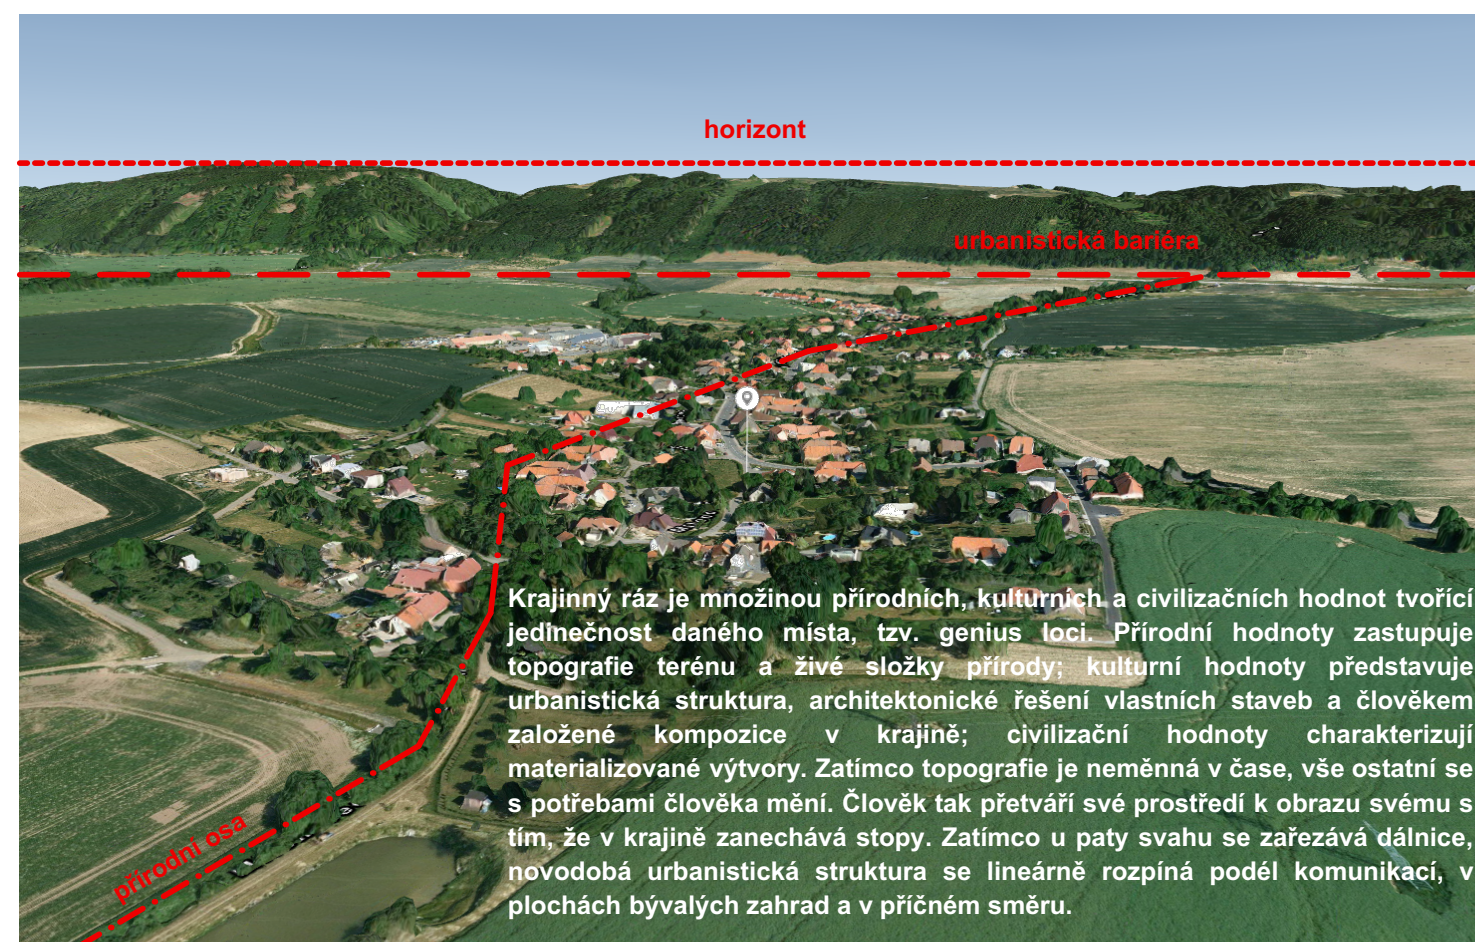 horizont
urbanistická bariéra
Krajinný ráz je množinou přírodních, kulturních a civilizačních hodnot tvořící
jedinečnost daného místa, tzv. genius loci. Přírodní hodnoty zastupuje
topografie terénu a živé složky přírody; kulturní hodnoty představuje
urbanistická struktura, architektonické řešení vlastních staveb a člověkem
založené kompozice v krajině; civilizační hodnoty charakterizují
materializované výtvory. Zatímco topografie je neměnná v čase, vše ostatní se
s potřebami člověka mění. Člověk tak přetváří své prostředí k obrazu svému s
tím, že v krajině zanechává stopy. Zatímco u paty svahu se zařezává dálnice,
novodobá urbanistická struktura se lineárně rozpíná podél komunikací, v
plochách bývalých zahrad a v příčném směru.
přírodní osa